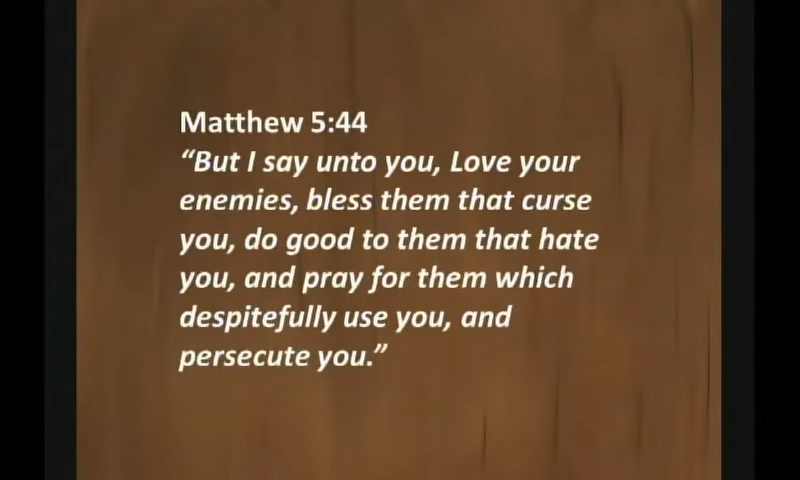 Matthew 5:44
“But I say unto you, Love your
enemies, bless them that curse
you, do good to them that hate
you, and pray for them which
despitefully use you, and
persecute you.”